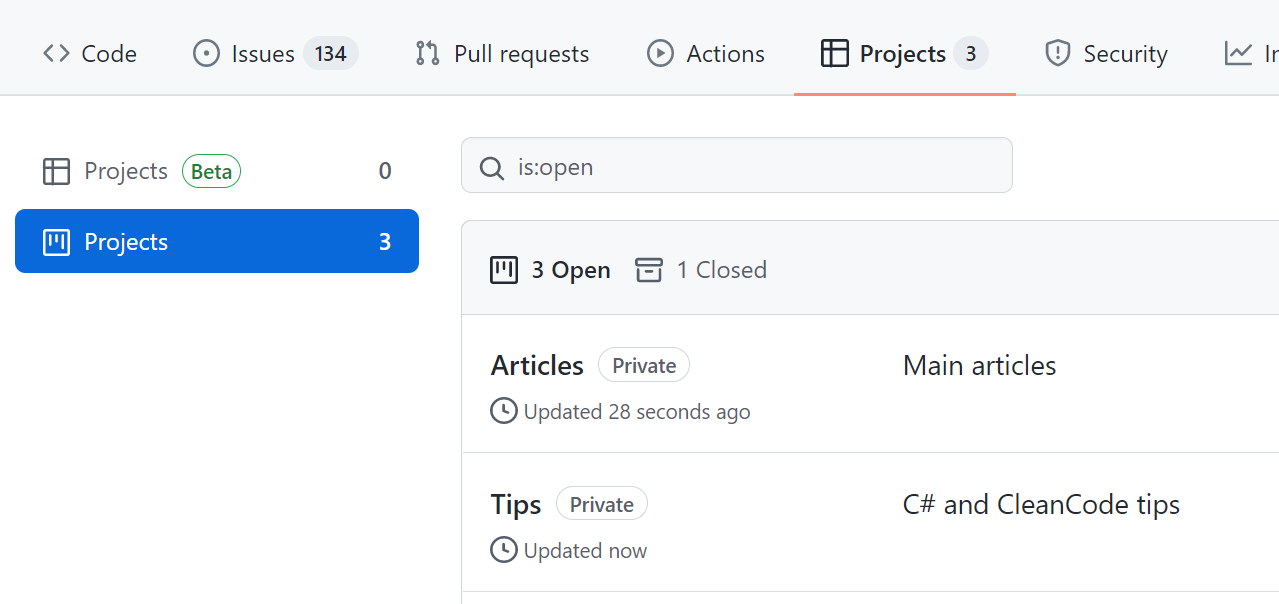 Code Issues 134 Pull requests Actions Projects 3 Security
Projects Beta 0
Projects 3
is:open
3 Open 1 Closed
Articles Private Main articles
Updated 28 seconds ago
Tips Private C# and CleanCode tips
Updated now